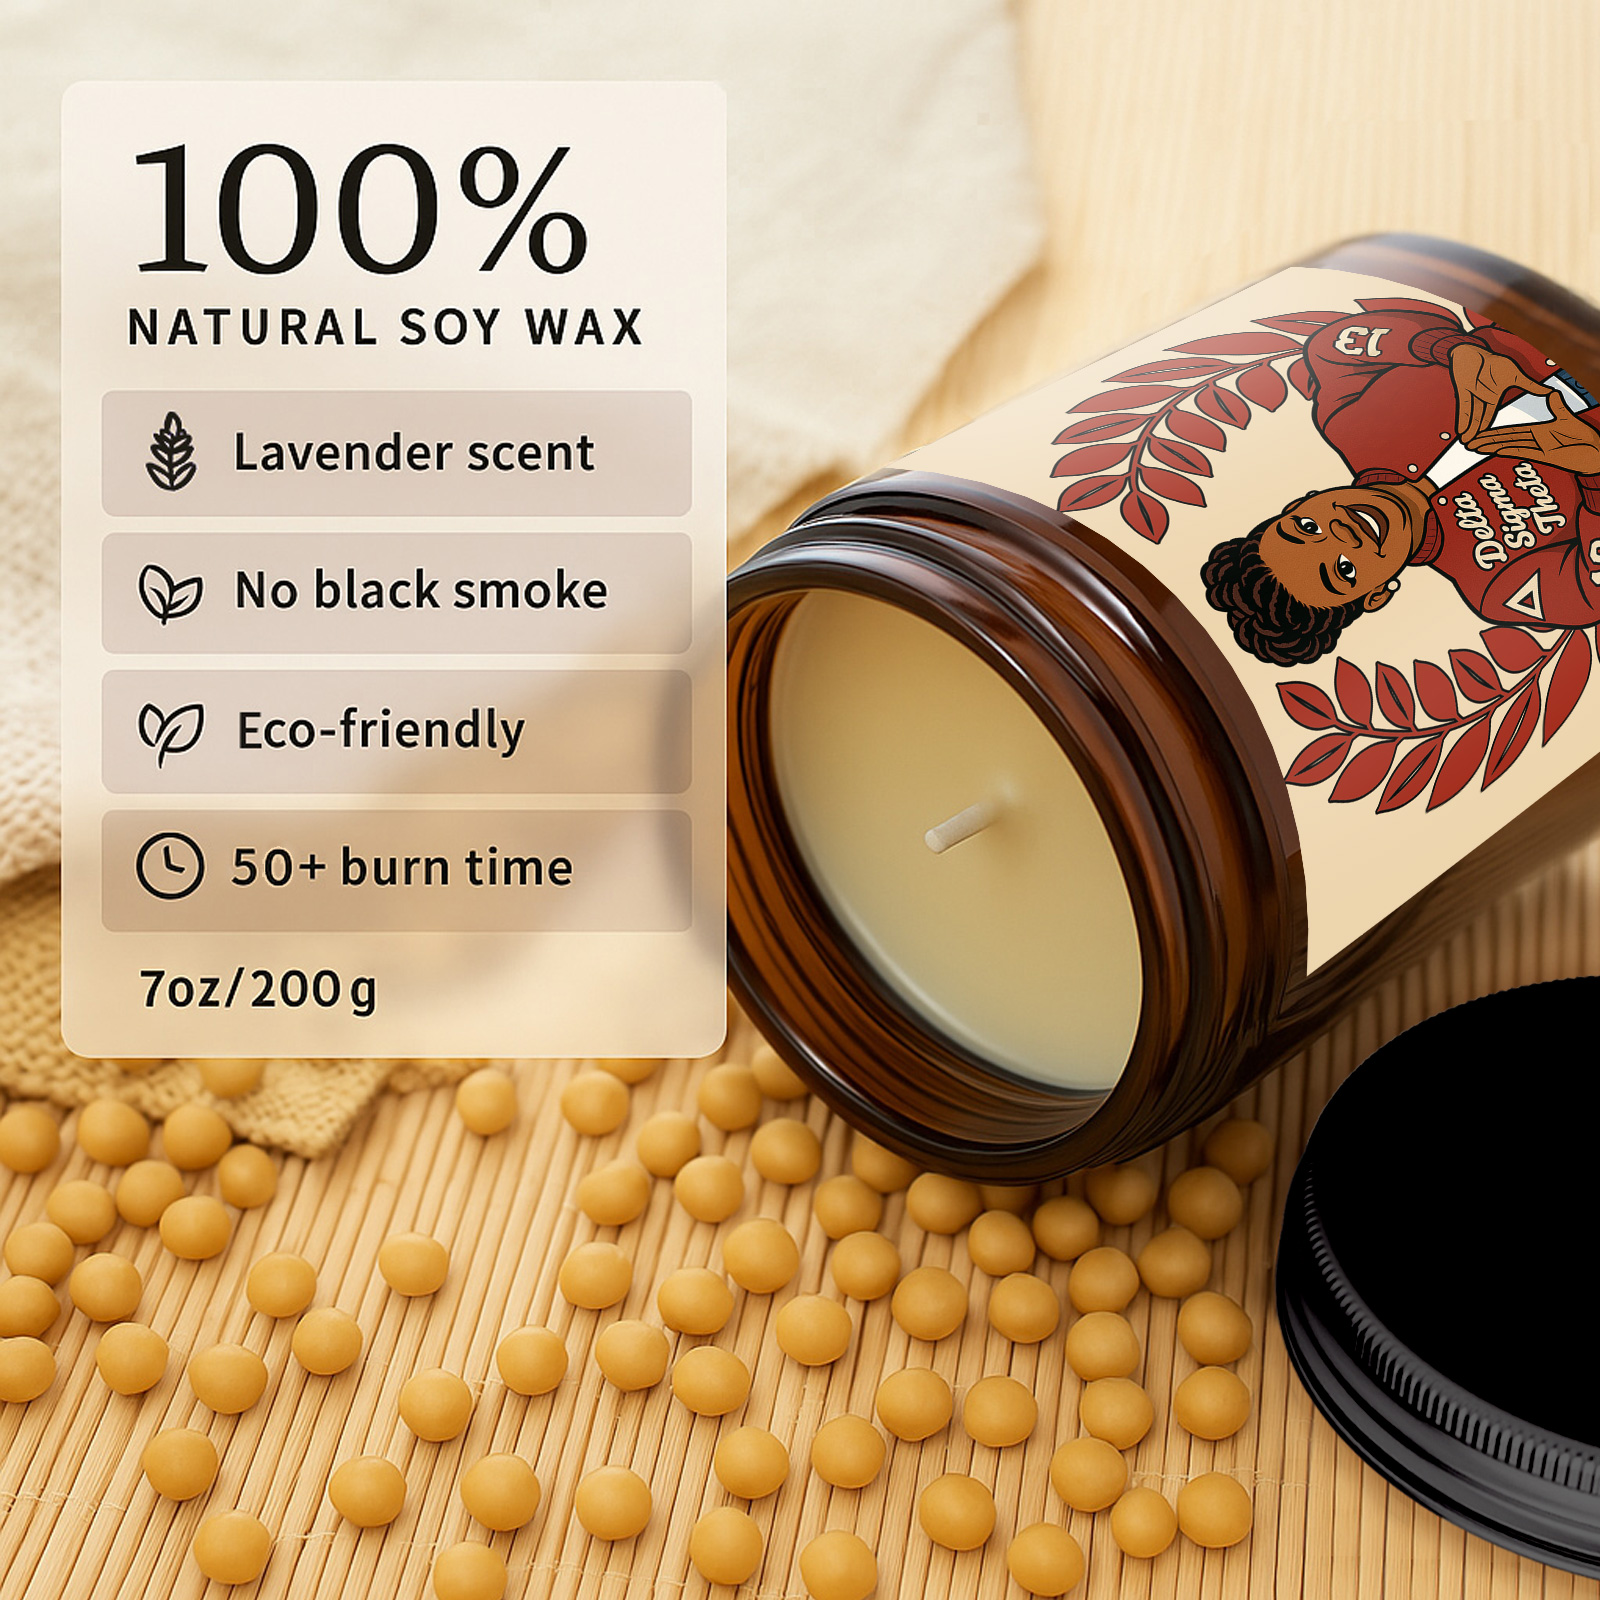 100%
NATURAL SOY WAX
Lavender scent
No black smoke
Eco-friendly
50+ burn time
7oz/200g
13
Delta
Sigma
Theta